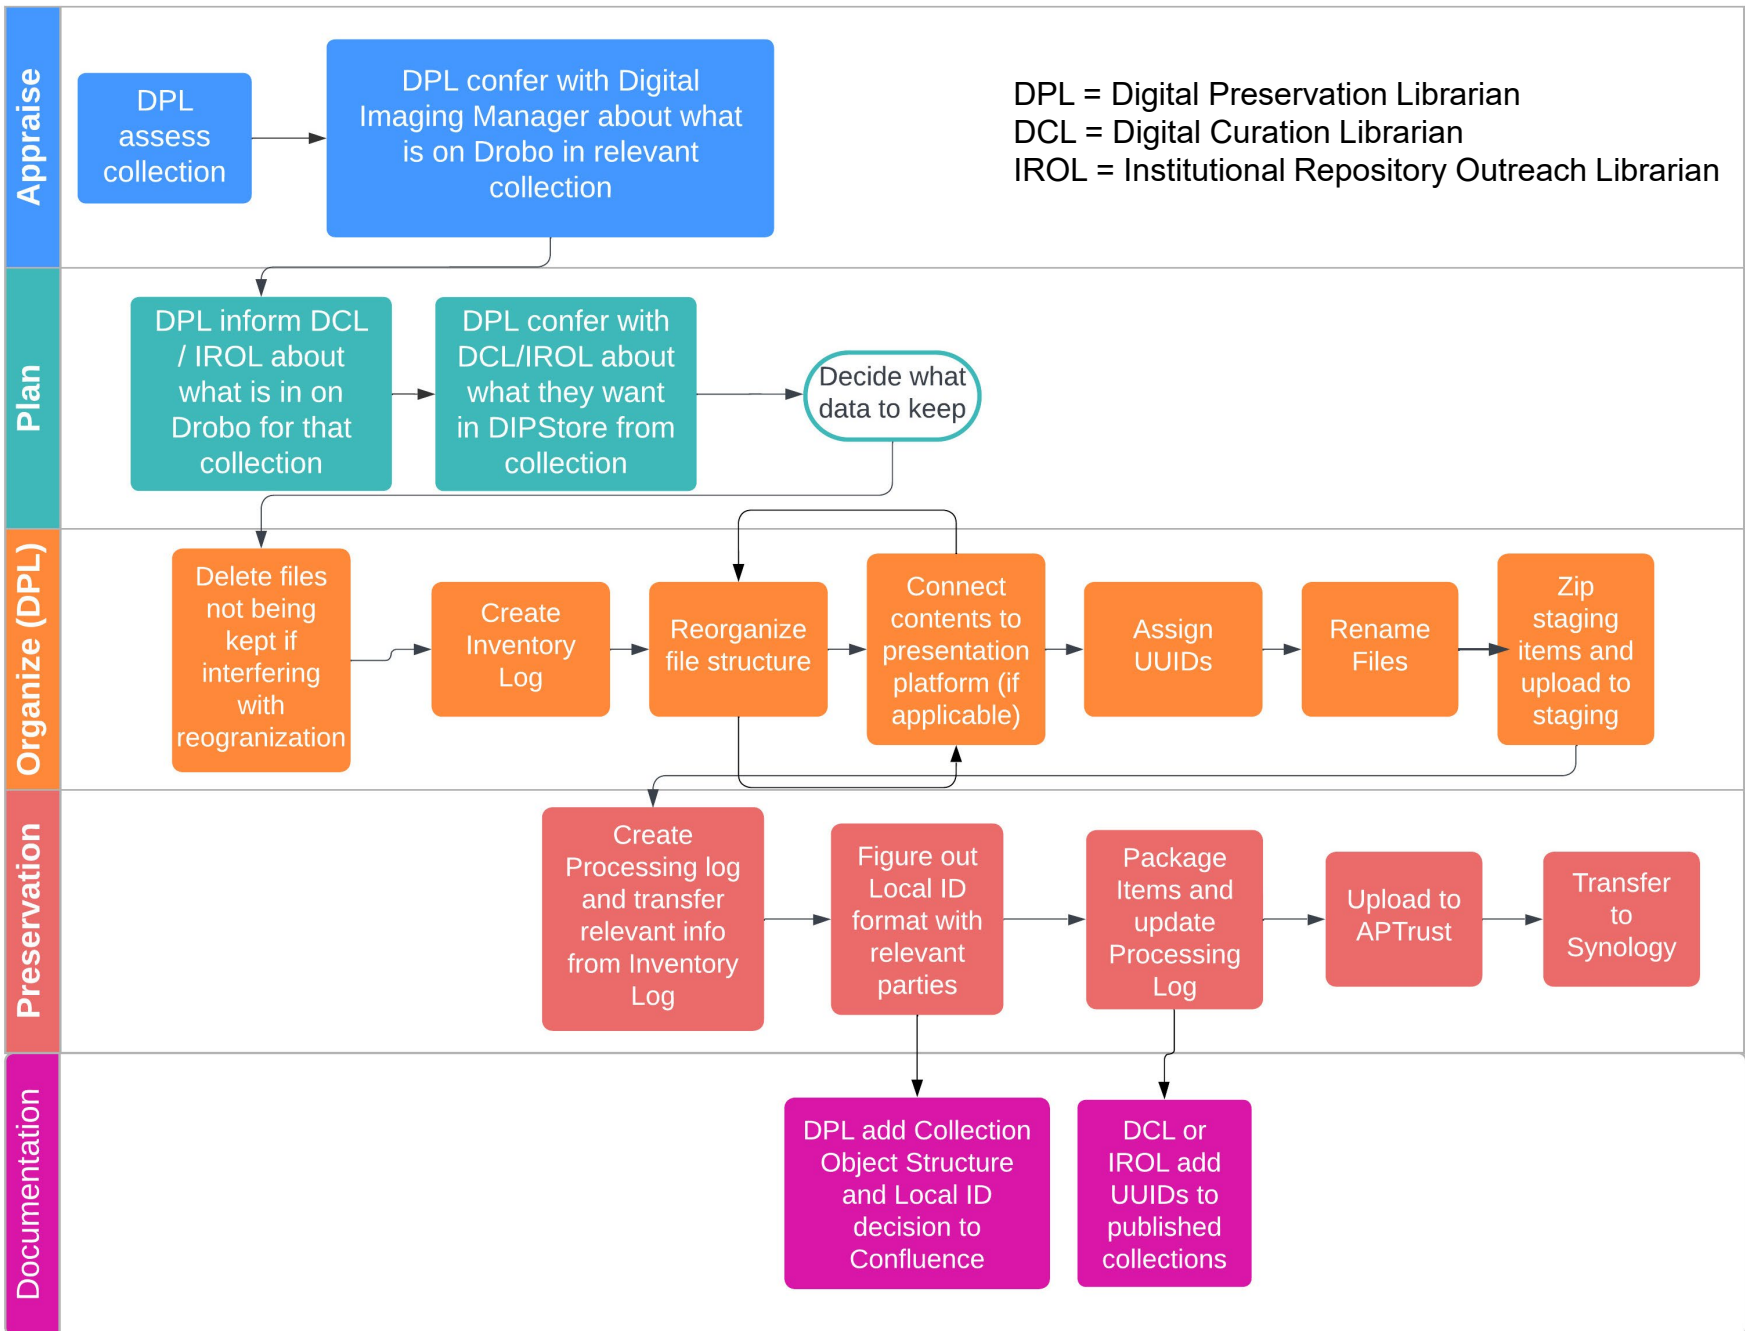 Appraise
DPL
assess
collection
DPL confer with Digital
Imaging Manager about what
is on Drobo in relevant
collection
DPL = Digital Preservation Librarian
DCL = Digital Curation Librarian
IROL = Institutional Repository Outreach Librarian
Plan
DPL inform DCL
/ IROL about
what is in on
Drobo for that
collection
DPL confer with
DCL/IROL about
what they want
in DIPStore from
collection
Decide what
data to keep
Organize (DPL)
Delete files
not being
kept if
interfering
with
reogranization
Create
Inventory
Log
Reorganize
file structure
Connect
contents to
presentation
platform (if
applicable)
Assign
UUIDs
Rename
Files
Zip
staging
items and
upload to
staging
Preservation
Create
Processing log
and transfer
relevant info
from Inventory
Log
Figure out
Local ID
format with
relevant
parties
Package
Items and
update
Processing
Log
Upload to
APTrust
Transfer
to
Synology
Documentation
DPL add Collection
Object Structure
and Local ID
decision to
Confluence
DCL or
IROL add
UUIDs to
published
collections